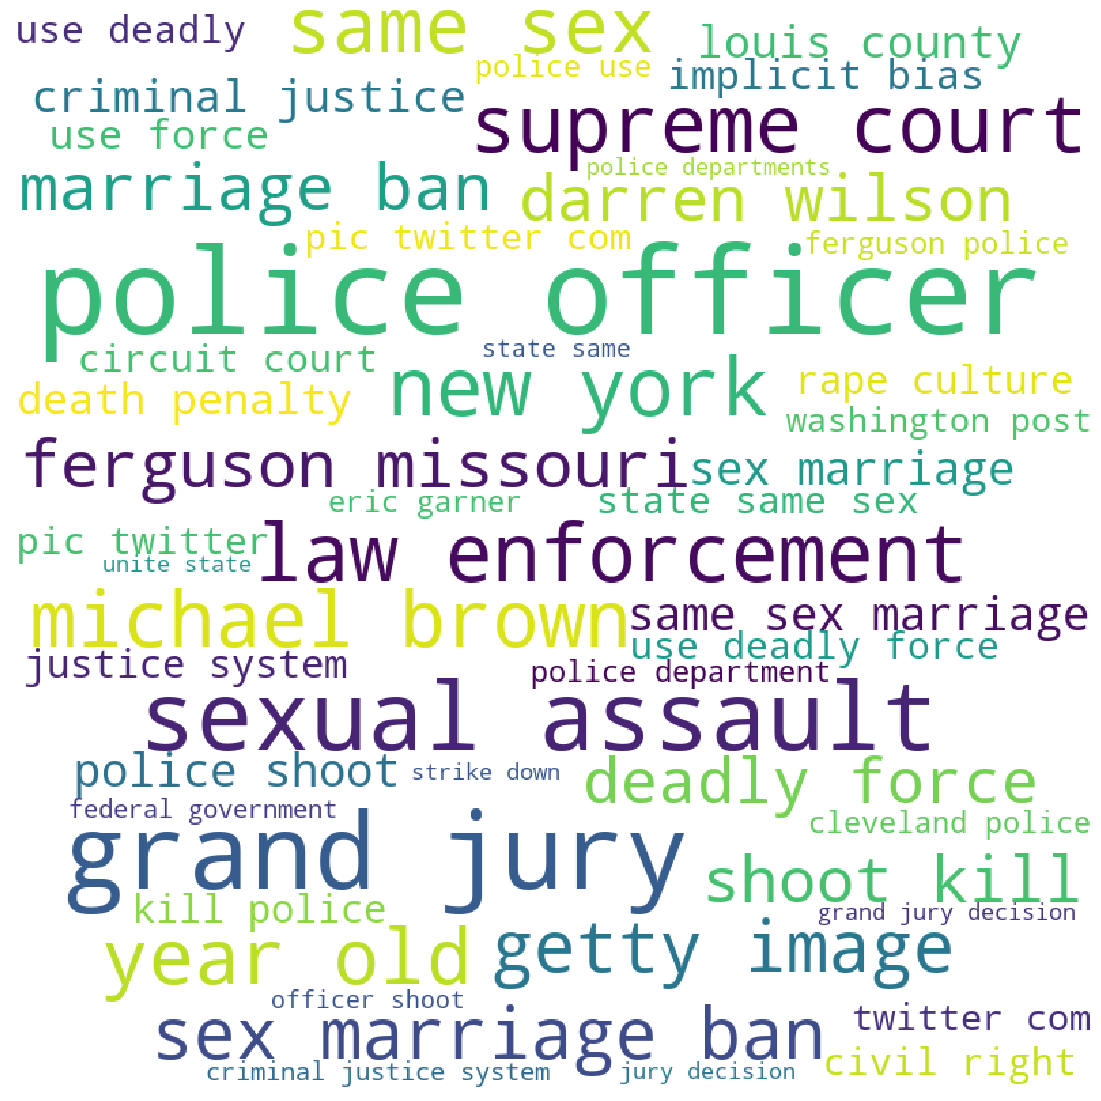 use deadly
same sex
louis county
police use
implicit bias
criminal justice
supreme court
use force
police departments
marriage ban
darren wilson
pic twitter com
ferguson police
police officer
state same
circuit court
new york
rape culture
death penalty
washington post
ferguson missouri
sex marriage
eric garner
state same sex
pic twitter
law enforcement
unite state
michael brown
same sex marriage
use deadly force
justice system
police department
sexual assault
police shoot
strike down
deadly force
federal government
cleveland police
grand jury
shoot kill
kill police
grand jury decision
year old
getty image
officer shoot
sex marriage ban
twitter com
civil right
criminal justice system
jury decision